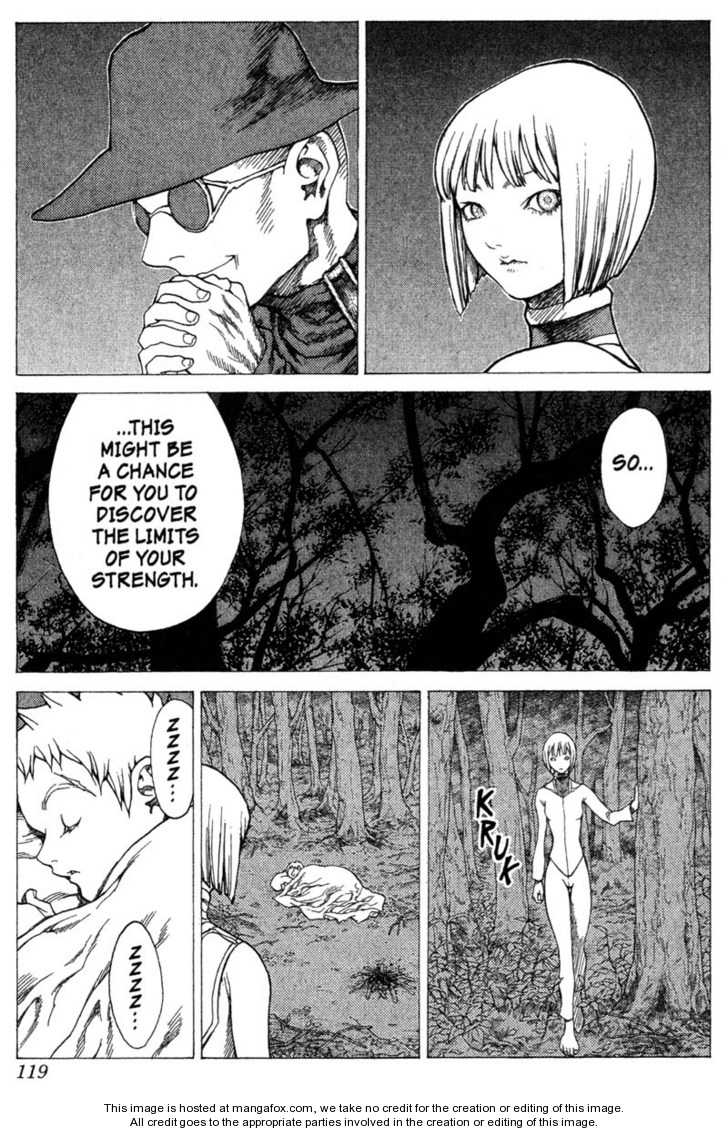 SO...
...THIS
MIGHT BE
A CHANCE
FOR YOU TO
DISCOVER
THE LIMITS
OF YOUR
STRENGTH.
KRUK
ZZZZ...
ZZZZ...
119
This image is hosted at mangafox.com, we take no credit for the creation or editing of this image.
All credit goes to the appropriate parties involved in the creation or editing of this image.